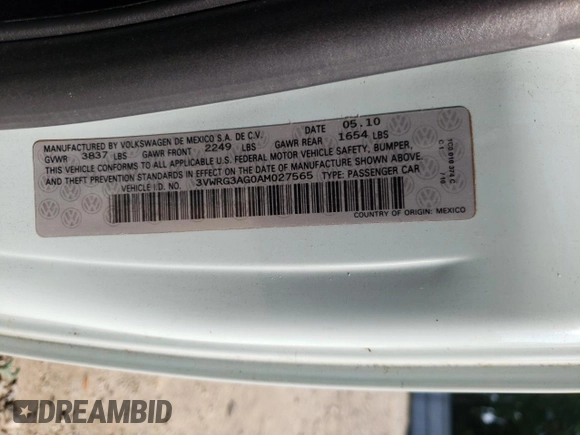 MANUFACTURED BY VOLKSWAGEN DE MEXICO S.A. DE C.V. DATE 05.10
GVWR 3837 LBS GAWR FRONT 2249 LBS GAWR REAR 1654 LBS
THIS VEHICLE CONFORMS TO ALL APPLICABLE U.S. FEDERAL MOTOR VEHICLE SAFETY, BUMPER,
AND THEFT PREVENTION STANDARDS IN EFFECT ON THE DATE OF MANUFACTURE SHOWN ABOVE.
VEHICLE I.D. NO. 3VWRG3AG0AM027565 TYPE: PASSENGER CAR
COUNTRY OF ORIGIN: MEXICO
DREAMBID